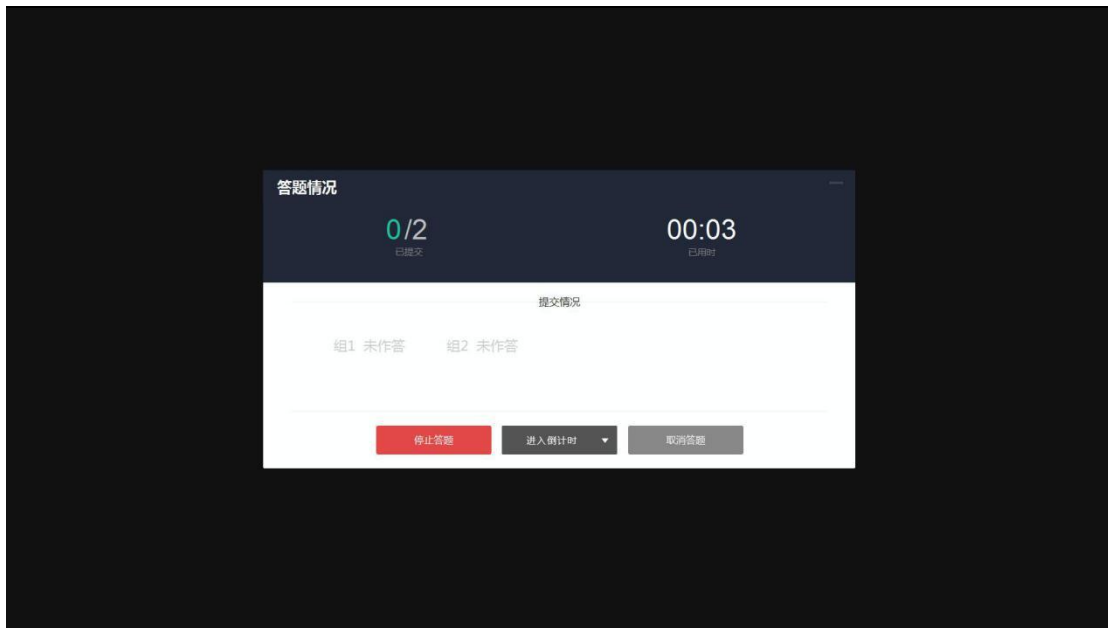 答题情况
0/2
已提交
00:03
已用时
提交情况
组1 未作答 组2 未作答
停止答题 进入倒计时 取消答题